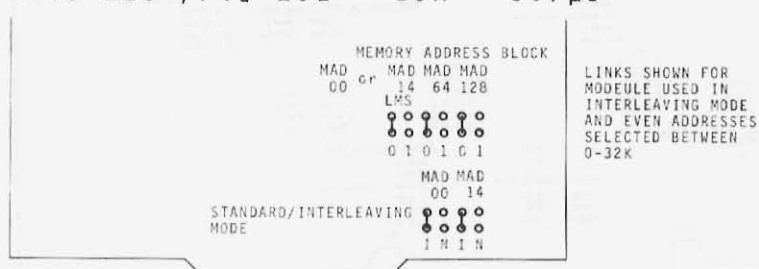 MEMORY ADDRESS BLOCK
MAD or MAD MAD MAD
00 14 64 128
LMS
0 1 0 1 0 1
MAD MAD
00 14
STANDARD/INTERLEAVING
MODE
I N I N
LINKS SHOWN FOR
MODEULE USED IN
INTERLEAVING MODE
AND EVEN ADDRESSES
SELECTED BETWEEN
0-32K